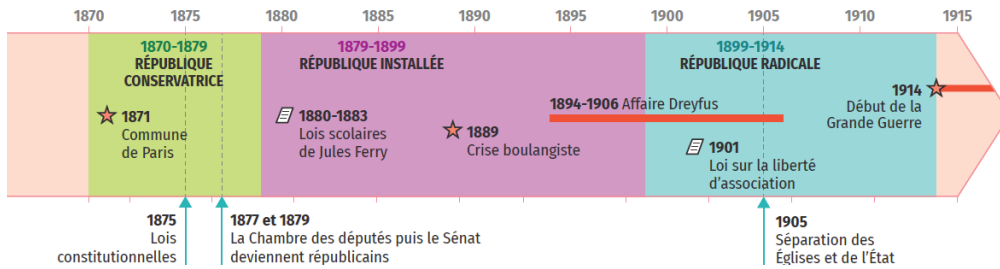 1870 1875 1880 1885 1890 1895 1900 1905 1910 1915
1870-1879
RÉPUBLIQUE
CONSERVATRICE
1879-1899
RÉPUBLIQUE INSTALLÉE
1899-1914
RÉPUBLIQUE RADICALE
1871
Commune
de Paris
1880-1883
Lois scolaires
de Jules Ferry
1889
Crise boulangiste
1894-1906 Affaire Dreyfus
1901
Loi sur la liberté
d'association
1914
Début de la
Grande Guerre
1875
Lois
constitutionnelles
1877 et 1879
La Chambre des députés puis le Sénat
deviennent républicains
1905
Séparation des
Églises et de l'État